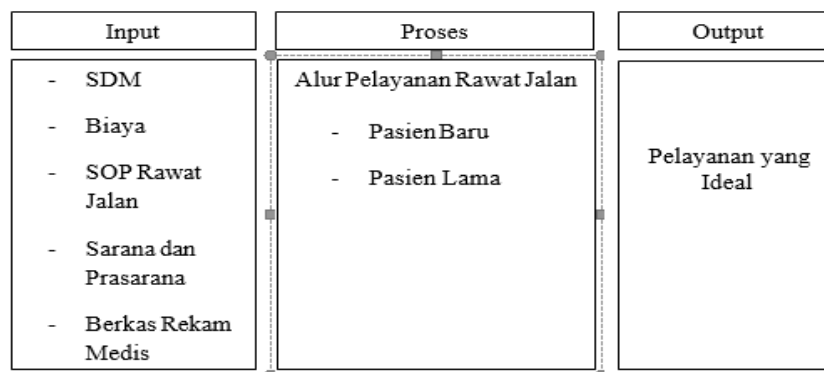 Input
Proses
Output
- SDM
- Biaya
- SOP Rawat
Jalan
- Sarana dan
Prasarana
- Berkas Rekam
Medis
Alur Pelayanan Rawat Jalan
- Pasien Baru
- Pasien Lama
Pelayanan yang
Ideal